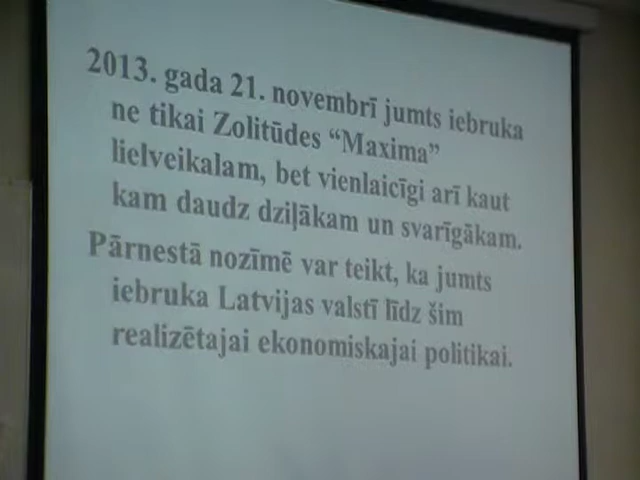 2013. gada 21. novembrī jumts iebruka
ne tikai Zolitūdes “Maxima”
lielveikalam, bet vienlaicīgi arī kaut
kam daudz dziļākam un svarīgākam.
Pārnestā nozīmē var teikt, ka jumts
iebruka Latvijas valstī līdz šim
realizētajai ekonomiskajai politikai.